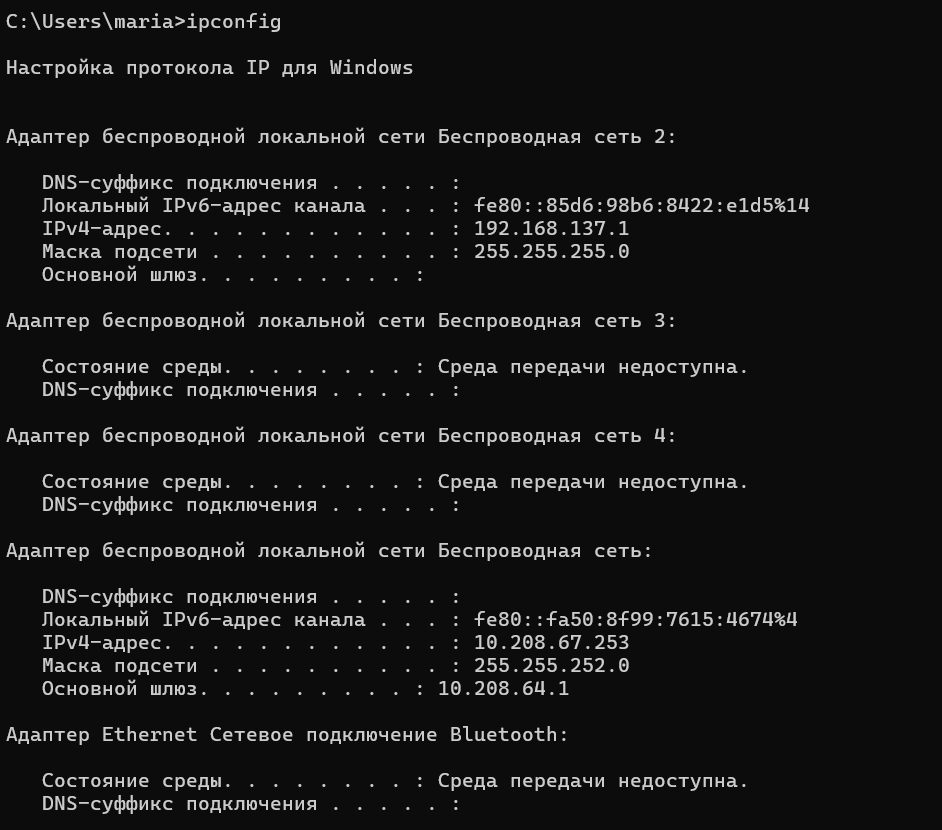 C:\Users\maria>ipconfig
Настройка протокола IP для Windows
Адаптер беспроводной локальной сети Беспроводная сеть 2:
DNS-суффикс подключения . . . . . :
Локальный IPv6-адрес канала . . . : fe80::85d6:98b6:8422:e1d5%14
IPv4-адрес. . . . . . . . . . . . : 192.168.137.1
Маска подсети . . . . . . . . . . : 255.255.255.0
Основной шлюз. . . . . . . . . :
Адаптер беспроводной локальной сети Беспроводная сеть 3:
Состояние среды. . . . . . . . : Среда передачи недоступна.
DNS-суффикс подключения . . . . . :
Адаптер беспроводной локальной сети Беспроводная сеть 4:
Состояние среды. . . . . . . . : Среда передачи недоступна.
DNS-суффикс подключения . . . . . :
Адаптер беспроводной локальной сети Беспроводная сеть:
DNS-суффикс подключения . . . . . :
Локальный IPv6-адрес канала . . . : fe80::fa50:8f99:7615:4674%4
IPv4-адрес. . . . . . . . . . . . : 10.208.67.253
Маска подсети . . . . . . . . . . : 255.255.252.0
Основной шлюз. . . . . . . . . : 10.208.64.1
Адаптер Ethernet Сетевое подключение Bluetooth:
Состояние среды. . . . . . . . : Среда передачи недоступна.
DNS-суффикс подключения . . . . . :